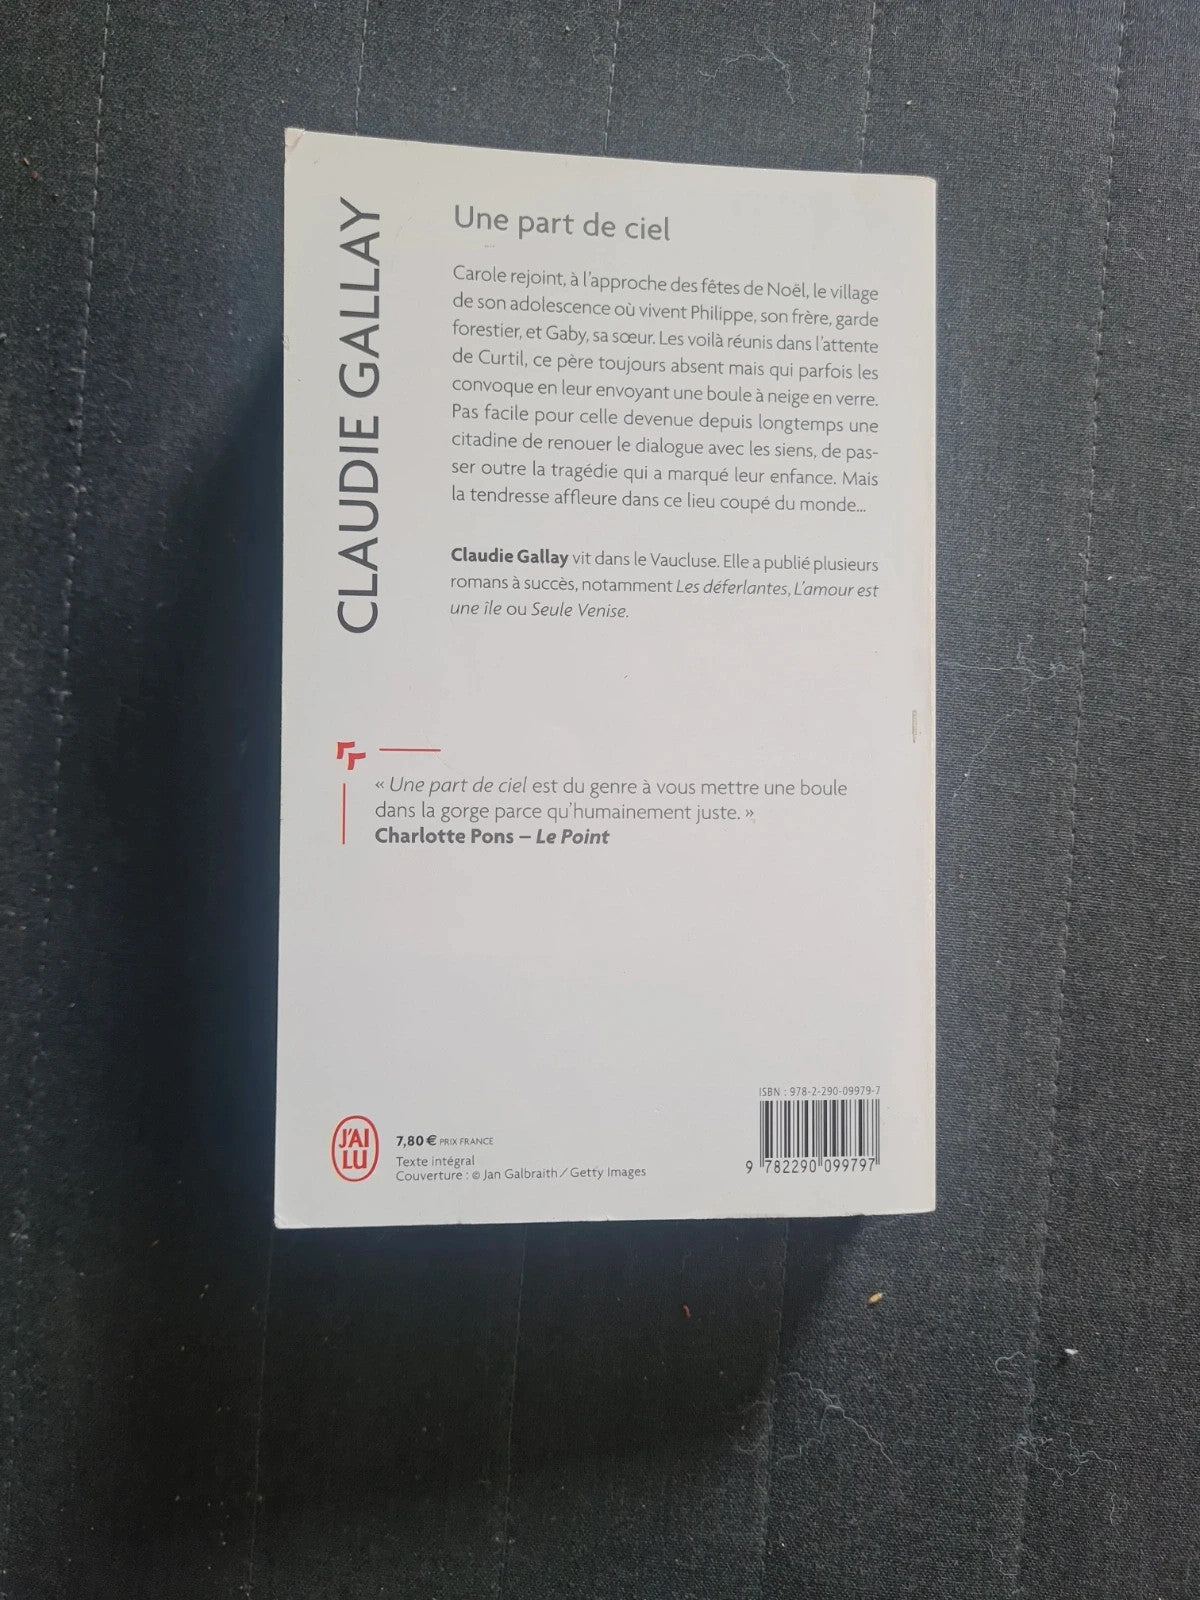 CLAUDIE GALLAY
Une part de ciel
Carole rejoint, à l'approche des fêtes de Noël, le village
de son adolescence où vivent Philippe, son frère, garde
forestier, et Gaby, sa sœur. Les voilà réunis dans l'attente
de Curtil, ce père toujours absent mais qui parfois les
convoque en leur envoyant une boule à neige en verre.
Pas facile pour celle devenue depuis longtemps une
citadine de renouer le dialogue avec les siens, de pas-
ser outre la tragédie qui a marqué leur enfance. Mais
la tendresse affleure dans ce lieu coupé du monde...
Claudie Gallay vit dans le Vaucluse. Elle a publié plusieurs
romans à succès, notamment Les déferlantes, L'amour est
une île ou Seule Venise.
« Une part de ciel est du genre à vous mettre une boule
dans la gorge parce qu'humainement juste. »
Charlotte Pons – Le Point
J'AI
LU
7,80 € PRIX FRANCE
Texte intégral
Couverture : © Jan Galbraith / Getty Images
ISBN : 978-2-290-09979-7
9 782290 099797